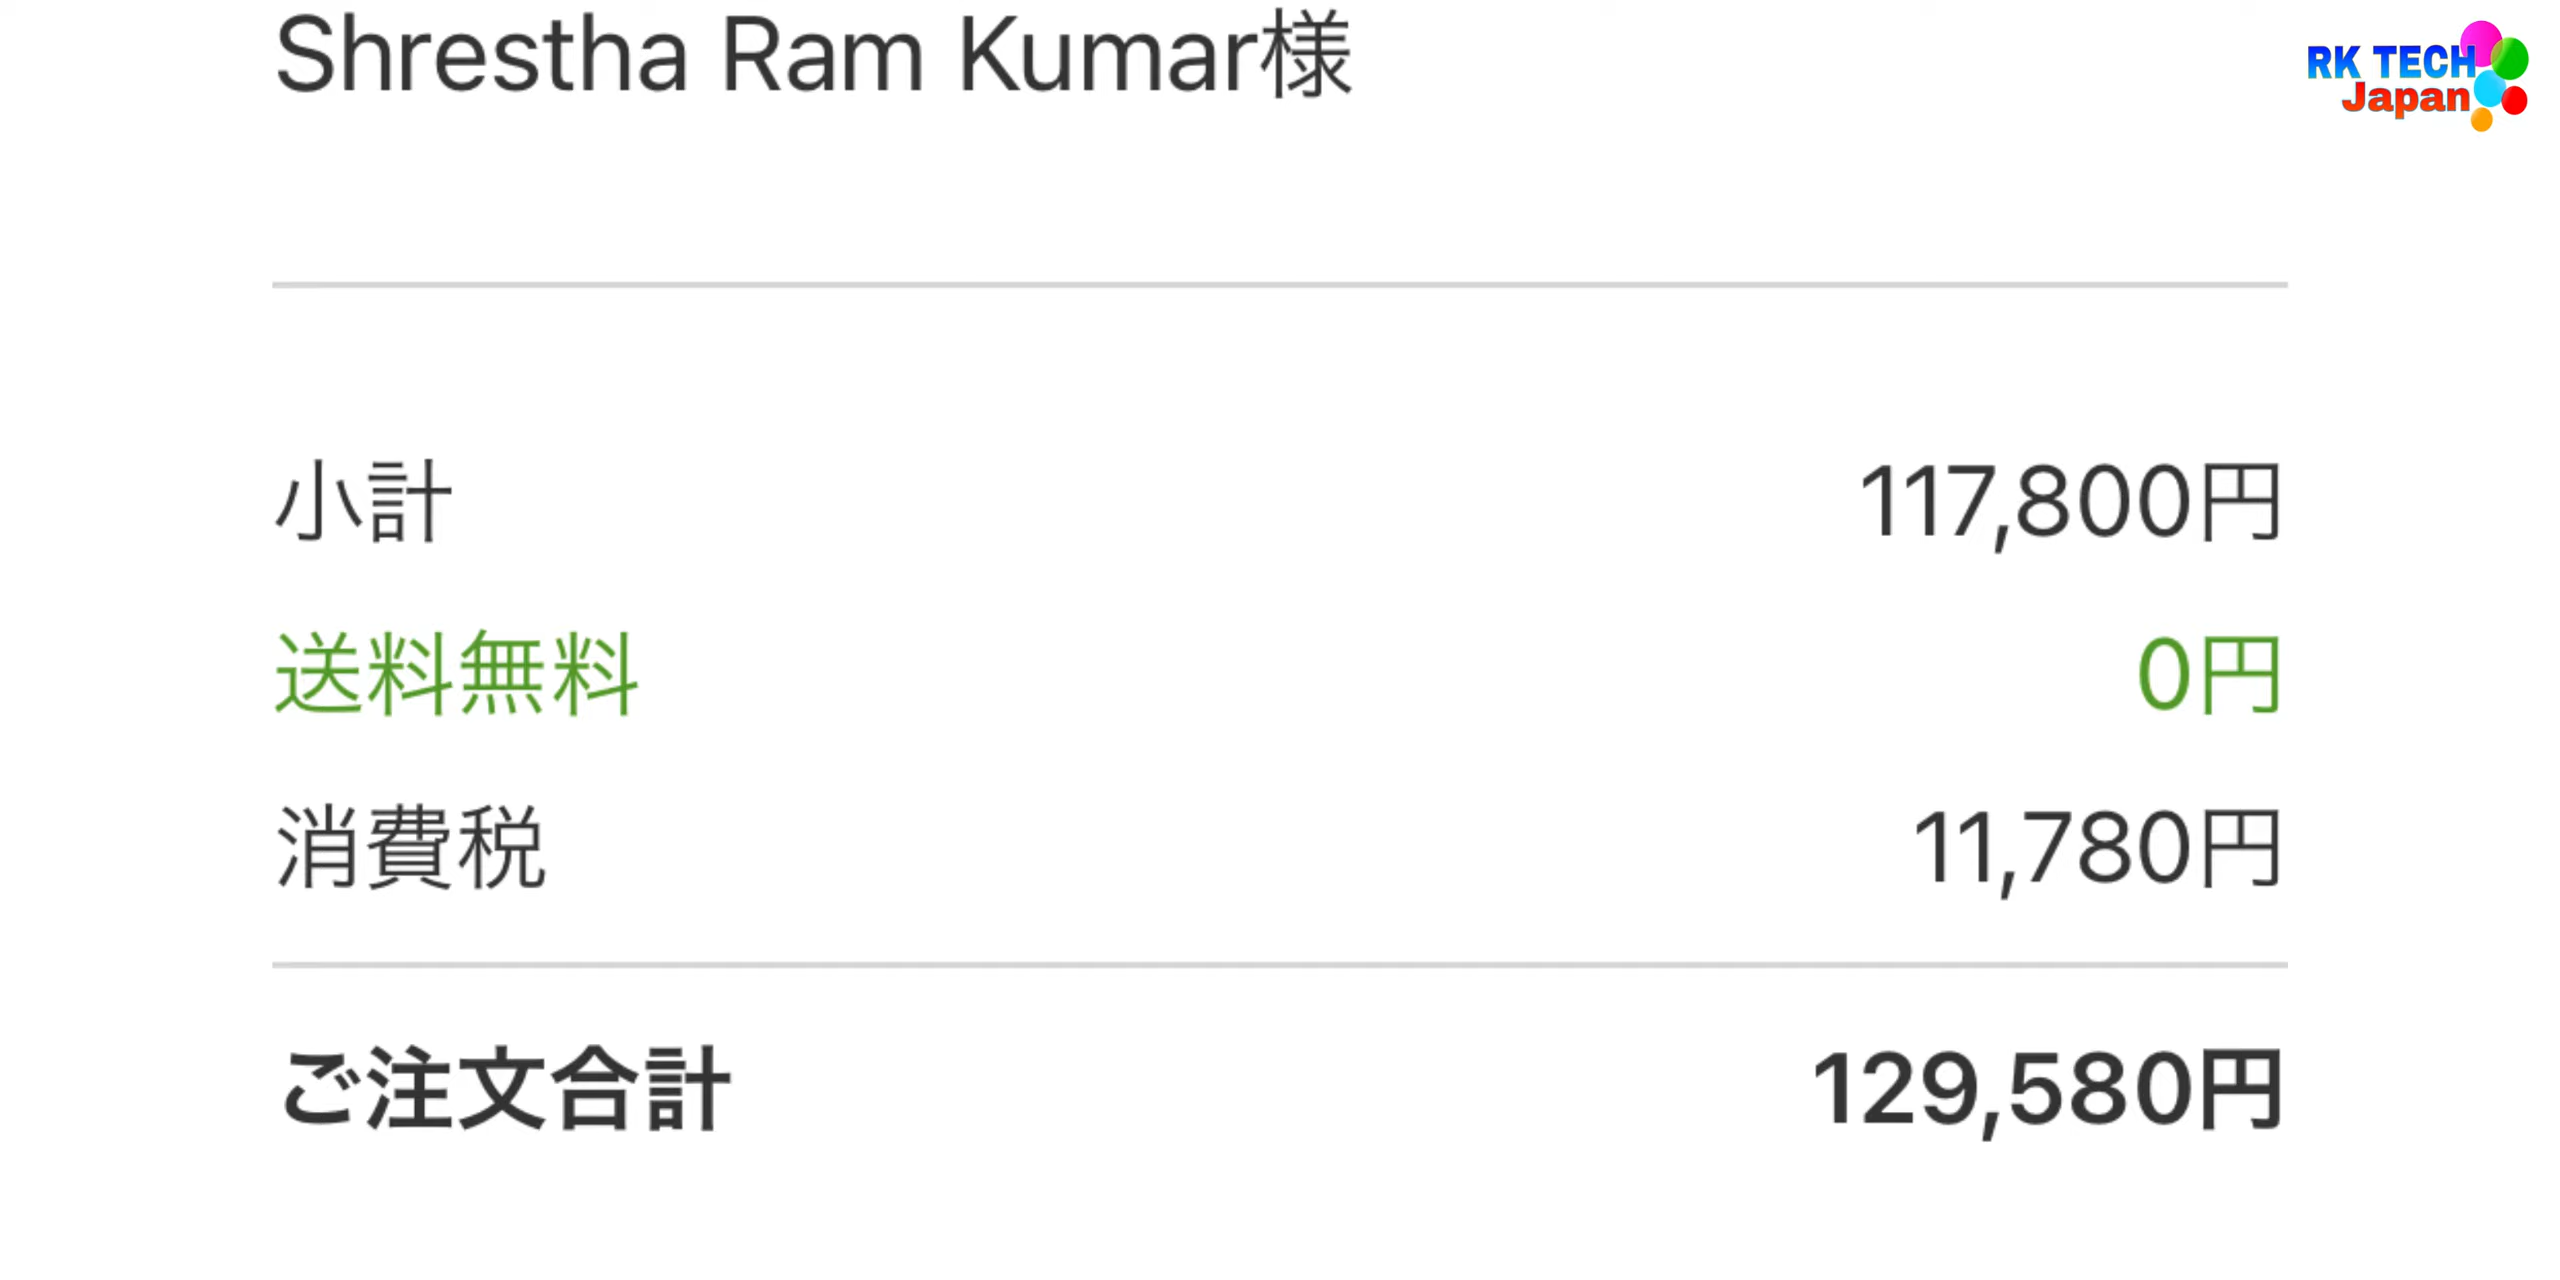 Shrestha Ram Kumar様
RK TECH
Japan
小計 117,800円
送料無料 0円
消費税 11,780円
ご注文合計 129,580円